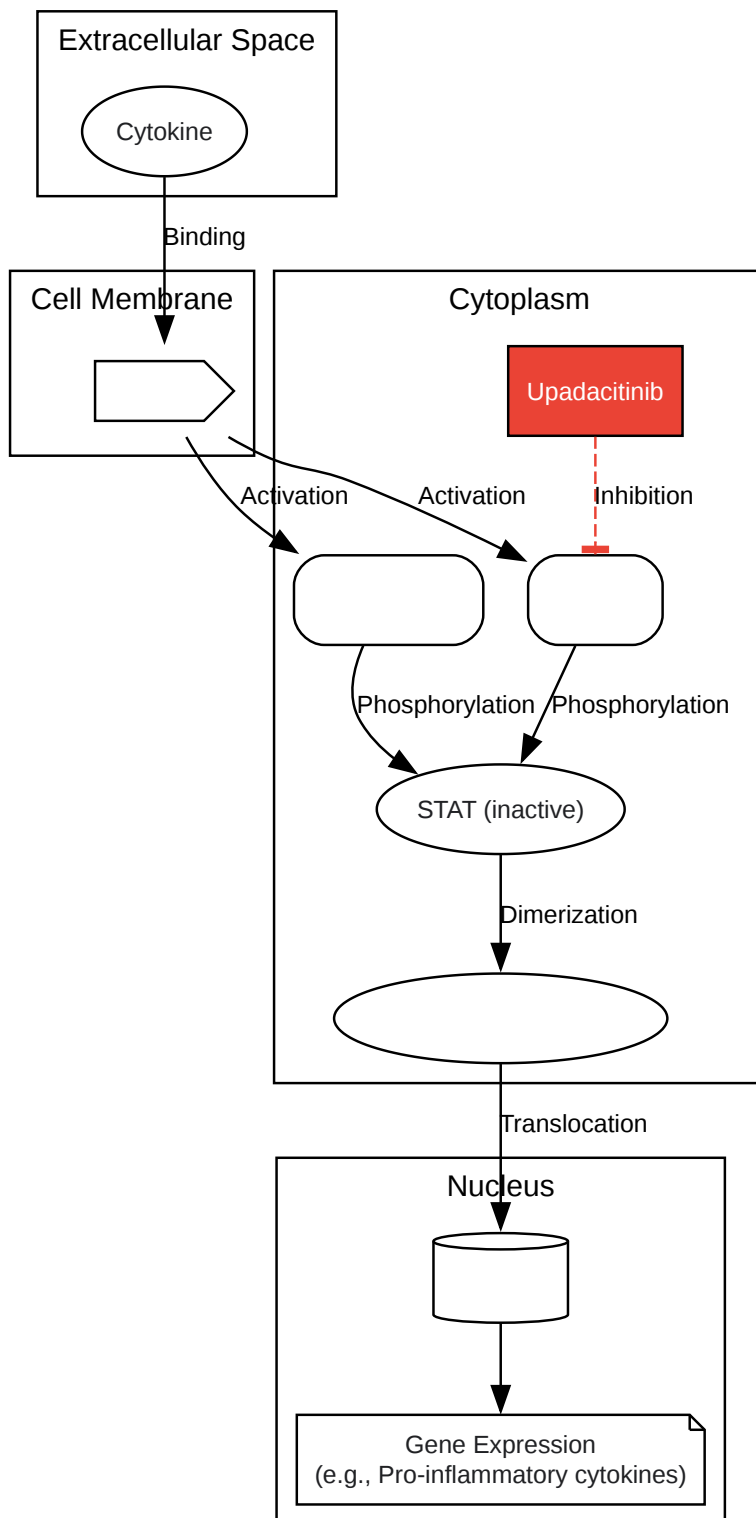 Extracellular Space
Cytokine
Binding
Cell Membrane
Cytoplasm
Upadacitinib
Activation
Activation
Inhibition
Phosphorylation
Phosphorylation
STAT (inactive)
Dimerization
Translocation
Nucleus
Gene Expression
(e.g., Pro-inflammatory cytokines)